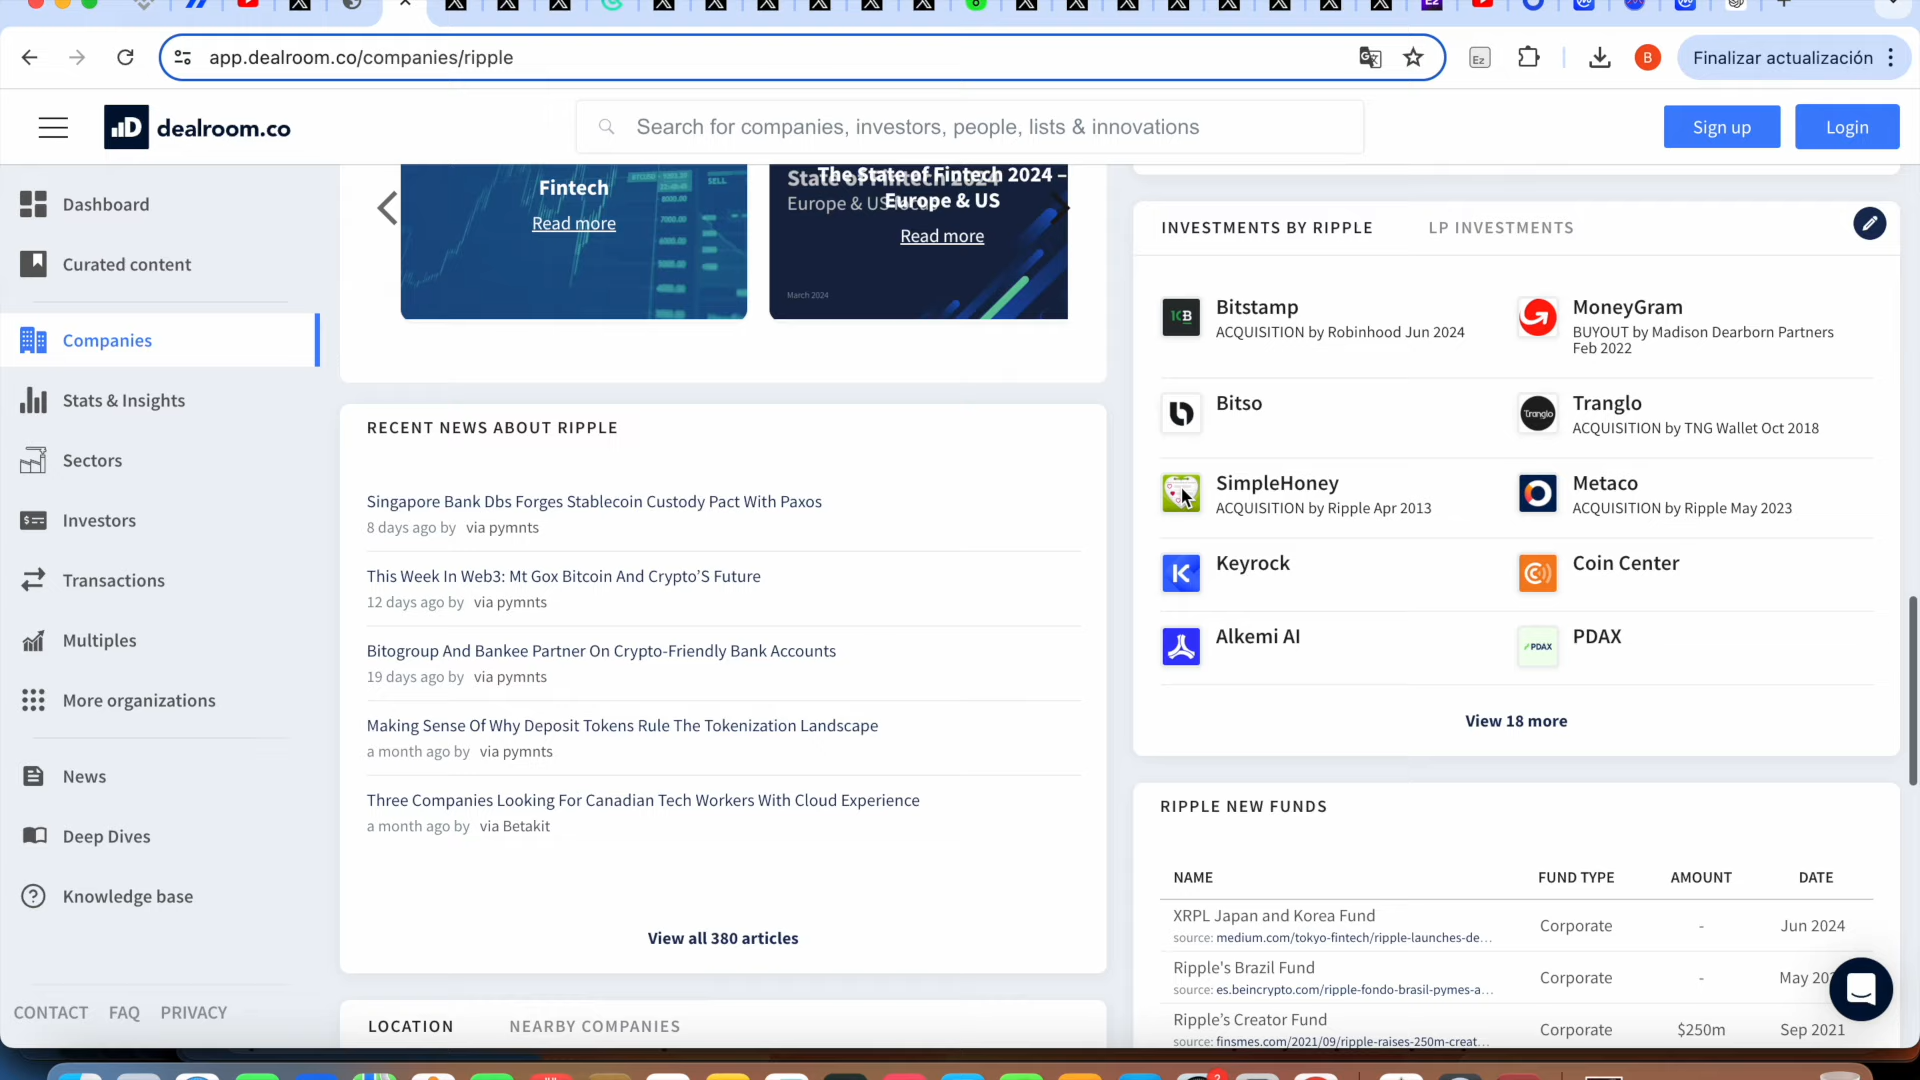 app.dealroom.co/companies/ripple
Ez
B
Finalizar actualización
dealroom.co
Search for companies, investors, people, lists & innovations
Sign up
Login
Dashboard
Curated content
Companies
Stats & Insights
Sectors
Investors
Transactions
Multiples
More organizations
News
Deep Dives
Knowledge base
CONTACT
FAQ
PRIVACY
Fintech
Read more
State of Fintech 2024
Europe & US focus
The State of Fintech 2024 –
Europe & US
Read more
March 2024
RECENT NEWS ABOUT RIPPLE
Singapore Bank Dbs Forges Stablecoin Custody Pact With Paxos
8 days ago by via pymnts
This Week In Web3: Mt Gox Bitcoin And Crypto’S Future
12 days ago by via pymnts
Bitogroup And Bankee Partner On Crypto-Friendly Bank Accounts
19 days ago by via pymnts
Making Sense Of Why Deposit Tokens Rule The Tokenization Landscape
a month ago by via pymnts
Three Companies Looking For Canadian Tech Workers With Cloud Experience
a month ago by via Betakit
View all 380 articles
LOCATION
NEARBY COMPANIES
INVESTMENTS BY RIPPLE
LP INVESTMENTS
Bitstamp
ACQUISITION by Robinhood Jun 2024
MoneyGram
BUYOUT by Madison Dearborn Partners
Feb 2022
Bitso
Tranglo
Tranglo
ACQUISITION by TNG Wallet Oct 2018
SimpleHoney
ACQUISITION by Ripple Apr 2013
Metaco
ACQUISITION by Ripple May 2023
Keyrock
Coin Center
Alkemi AI
PDAX
PDAX
View 18 more
RIPPLE NEW FUNDS
NAME FUND TYPE AMOUNT DATE
XRPL Japan and Korea Fund
source: medium.com/tokyo-fintech/ripple-launches-de...
Corporate - Jun 2024
Ripple's Brazil Fund
source: es.beincrypto.com/ripple-fondo-brasil-pymes-a...
Corporate - May 20
Ripple’s Creator Fund
source: finsmes.com/2021/09/ripple-raises-250m-creat...
Corporate $250m Sep 2021